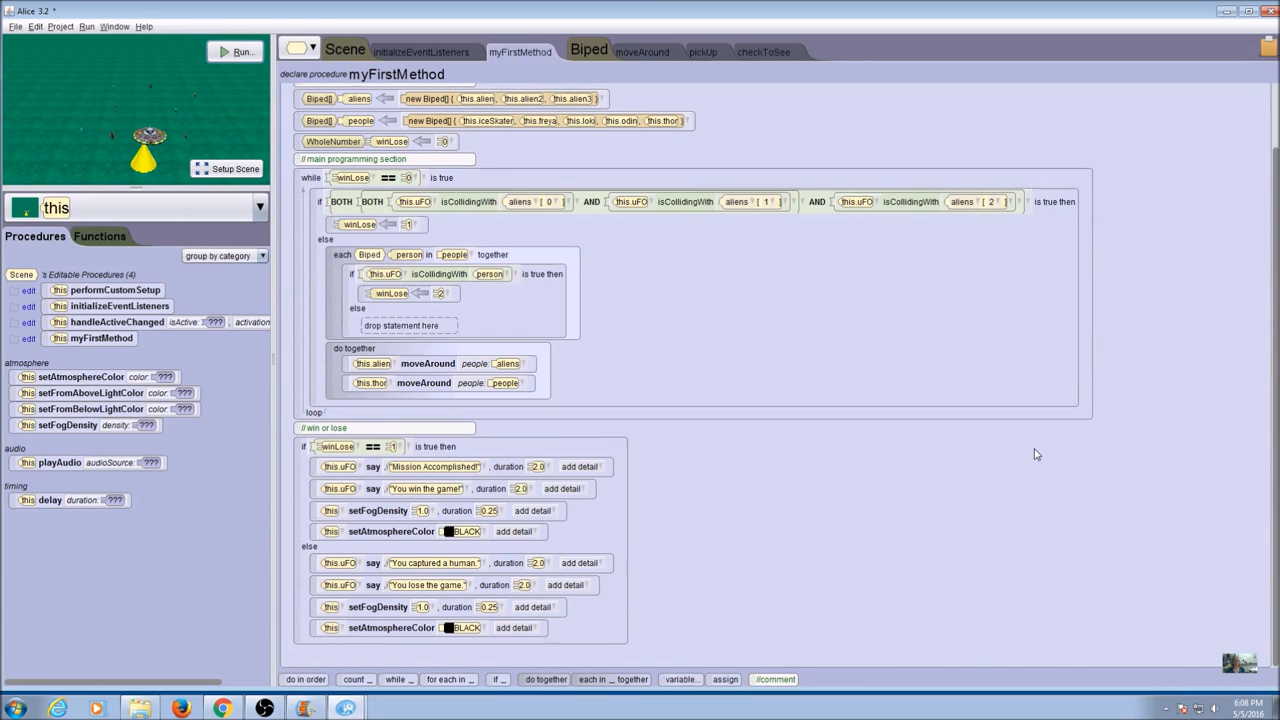 Alice 3.2 *
File Edit Project Run Window Help
Run...
Setup Scene
this
Procedures Functions
group by category
Scene 's Editable Procedures (4)
edit this performCustomSetup
edit this initializeEventListeners
edit this handleActiveChanged isActive: ??? , activation
edit this myFirstMethod
atmosphere
this setAtmosphereColor color: ???
this setFromAboveLightColor color: ???
this setFromBelowLightColor color: ???
this setFogDensity density: ???
audio
this playAudio audioSource: ???
timing
this delay duration: ???
Scene initializeEventListeners myFirstMethod Biped moveAround pickUp checkToSee
declare procedure myFirstMethod
Biped[] aliens new Biped[] { this.alien, this.alien2, this.alien3 }
Biped[] people new Biped[] { this.iceSkater, this.freya, this.loki, this.odin, this.thor }
WholeNumber winLose 0
// main programming section
while winLose == 0 is true
if BOTH BOTH this.uFO isCollidingWith aliens [ 0 ] AND this.uFO isCollidingWith aliens [ 1 ] AND this.uFO isCollidingWith aliens [ 2 ] is true then
winLose 1
else
each Biped person in people together
if this.uFO isCollidingWith person is true then
winLose 2
else
drop statement here
do together
this.alien moveAround people: aliens
this.thor moveAround people: people
loop
// win or lose
if winLose == 1 is true then
this.uFO say "Mission Accomplished!" , duration 2.0 add detail
this.uFO say "You win the game!" , duration 2.0 add detail
this setFogDensity 1.0 , duration 0.25 add detail
this setAtmosphereColor BLACK add detail
else
this.uFO say "You captured a human." , duration 2.0 add detail
this.uFO say "You lose the game." , duration 2.0 add detail
this setFogDensity 1.0 , duration 0.25 add detail
this setAtmosphereColor BLACK add detail
do in order count _ while _ for each in _ if _ do together each in _ together variable... assign //comment
6:08 PM
5/5/2016